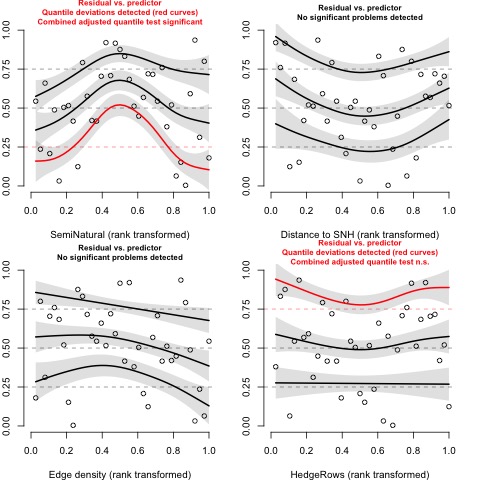 Residual vs. predictor
Quantile deviations detected (red curves)
Combined adjusted quantile test significant
1.00
0.75
0.50
0.25
0.00
0.0 0.2 0.4 0.6 0.8 1.0
SemiNatural (rank transformed)
Residual vs. predictor
No significant problems detected
1.00
0.75
0.50
0.25
0.00
0.0 0.2 0.4 0.6 0.8 1.0
Distance to SNH (rank transformed)
Residual vs. predictor
No significant problems detected
1.00
0.75
0.50
0.25
0.00
0.0 0.2 0.4 0.6 0.8 1.0
Edge density (rank transformed)
Residual vs. predictor
Quantile deviations detected (red curves)
Combined adjusted quantile test n.s.
1.00
0.75
0.50
0.25
0.00
0.0 0.2 0.4 0.6 0.8 1.0
HedgeRows (rank transformed)